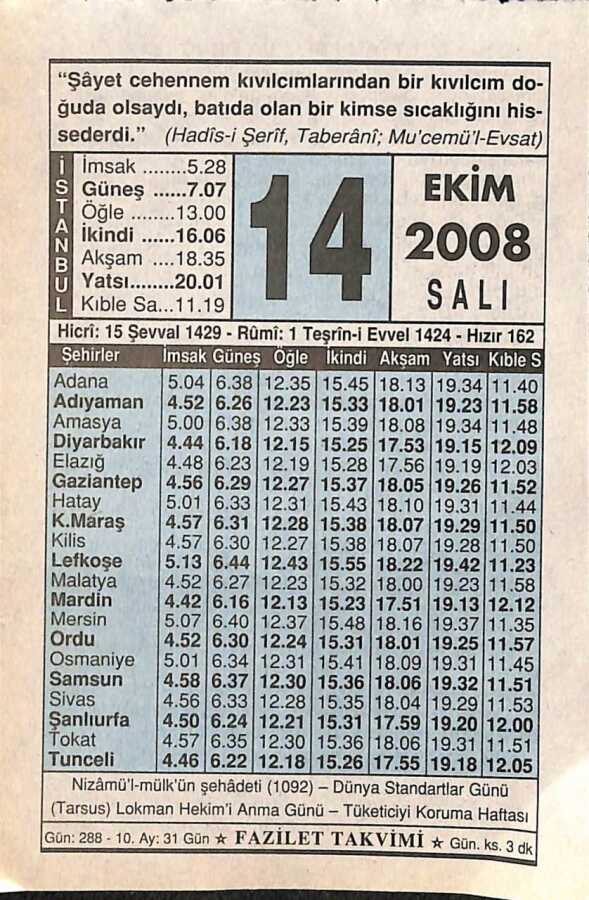 “Şâyet cehennem kıvılcımlarından bir kıvılcım do-
ğuda olsaydı, batıda olan bir kimse sıcaklığını his-
sederdi.” (Hadîs-i Şerîf, Taberânî; Mu'cemü'l-Evsat)
İSTANBUL
İmsak ........5.28
Güneş ......7.07
Öğle ........13.00
İkindi ......16.06
Akşam ....18.35
Yatsı........20.01
Kıble Sa...11.19
14
EKİM
2008
SALI
Hicrî: 15 Şevval 1429 - Rûmî: 1 Teşrîn-i Evvel 1424 - Hızır 162
Şehirler İmsak Güneş Öğle İkindi Akşam Yatsı Kıble S
Adana 5.04 6.38 12.35 15.45 18.13 19.34 11.40
Adıyaman 4.52 6.26 12.23 15.33 18.01 19.23 11.58
Amasya 5.00 6.38 12.33 15.39 18.08 19.34 11.48
Diyarbakır 4.44 6.18 12.15 15.25 17.53 19.15 12.09
Elazığ 4.48 6.23 12.19 15.28 17.56 19.19 12.03
Gaziantep 4.56 6.29 12.27 15.37 18.05 19.26 11.52
Hatay 5.01 6.33 12.31 15.43 18.10 19.31 11.44
K.Maraş 4.57 6.31 12.28 15.38 18.07 19.29 11.50
Kilis 4.57 6.30 12.27 15.38 18.07 19.28 11.50
Lefkoşe 5.13 6.44 12.43 15.55 18.22 19.42 11.23
Malatya 4.52 6.27 12.23 15.32 18.00 19.23 11.58
Mardin 4.42 6.16 12.13 15.23 17.51 19.13 12.12
Mersin 5.07 6.40 12.37 15.48 18.16 19.37 11.35
Ordu 4.52 6.30 12.24 15.31 18.01 19.25 11.57
Osmaniye 5.01 6.34 12.31 15.41 18.09 19.31 11.45
Samsun 4.58 6.37 12.30 15.36 18.06 19.32 11.51
Sivas 4.56 6.33 12.28 15.35 18.04 19.29 11.53
Şanlıurfa 4.50 6.24 12.21 15.31 17.59 19.20 12.00
Tokat 4.57 6.35 12.30 15.36 18.06 19.31 11.51
Tunceli 4.46 6.22 12.18 15.26 17.55 19.18 12.05
Nizâmü'l-mülk'ün şehâdeti (1092) – Dünya Standartlar Günü
(Tarsus) Lokman Hekim'i Anma Günü – Tüketiciyi Koruma Haftası
Gün: 288 - 10. Ay: 31 Gün ★ FAZİLET TAKVİMİ ★ Gün. ks. 3 dk